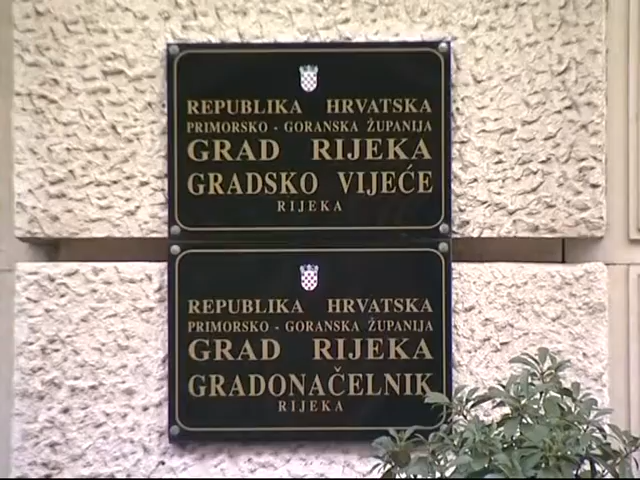 REPUBLIKA HRVATSKA
PRIMORSKO - GORANSKA ŽUPANIJA
GRAD RIJEKA
GRADSKO VIJEĆE
RIJEKA
REPUBLIKA HRVATSKA
PRIMORSKO - GORANSKA ŽUPANIJA
GRAD RIJEKA
GRADONAČELNIK
RIJEKA